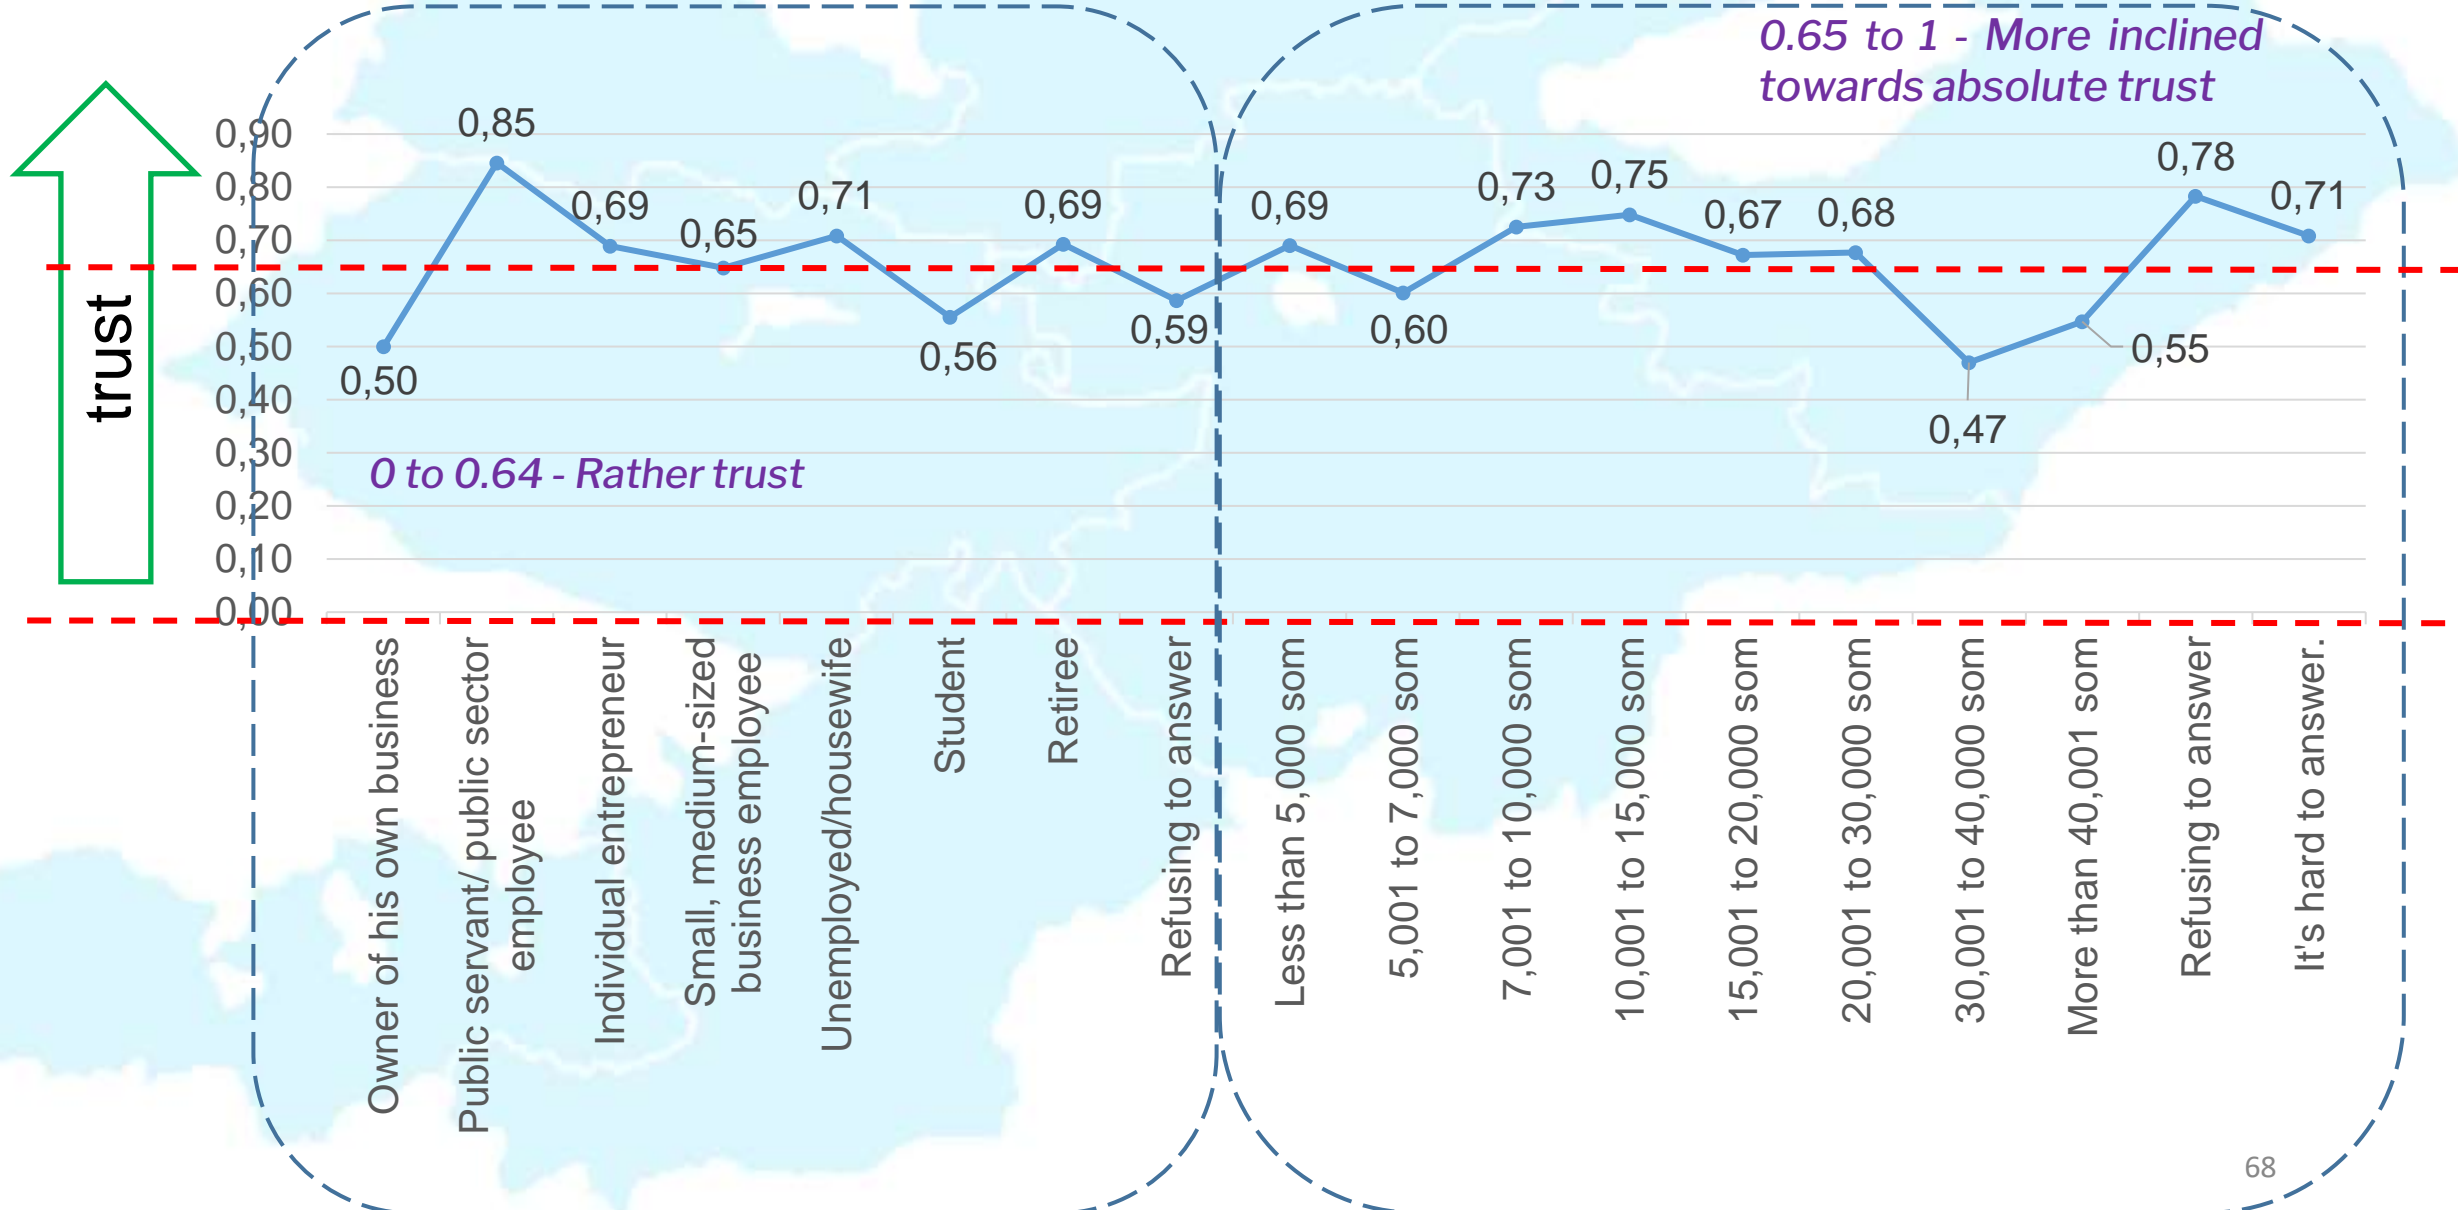 0.65 to 1 - More inclined
towards absolute trust
trust
0,90
0,80
0,70
0,60
0,50
0,40
0,30
0,20
0,10
0,00
0,50
0,85
0,69
0,65
0,71
0,56
0,69
0,59
0,69
0,60
0,73
0,75
0,67
0,68
0,47
0,55
0,78
0,71
0 to 0.64 - Rather trust
Owner of his own business
Public servant/ public sector
employee
Individual entrepreneur
Small, medium-sized
business employee
Unemployed/housewife
Student
Retiree
Refusing to answer
Less than 5,000 som
5,001 to 7,000 som
7,001 to 10,000 som
10,001 to 15,000 som
15,001 to 20,000 som
20,001 to 30,000 som
30,001 to 40,000 som
More than 40,001 som
Refusing to answer
It's hard to answer.
68